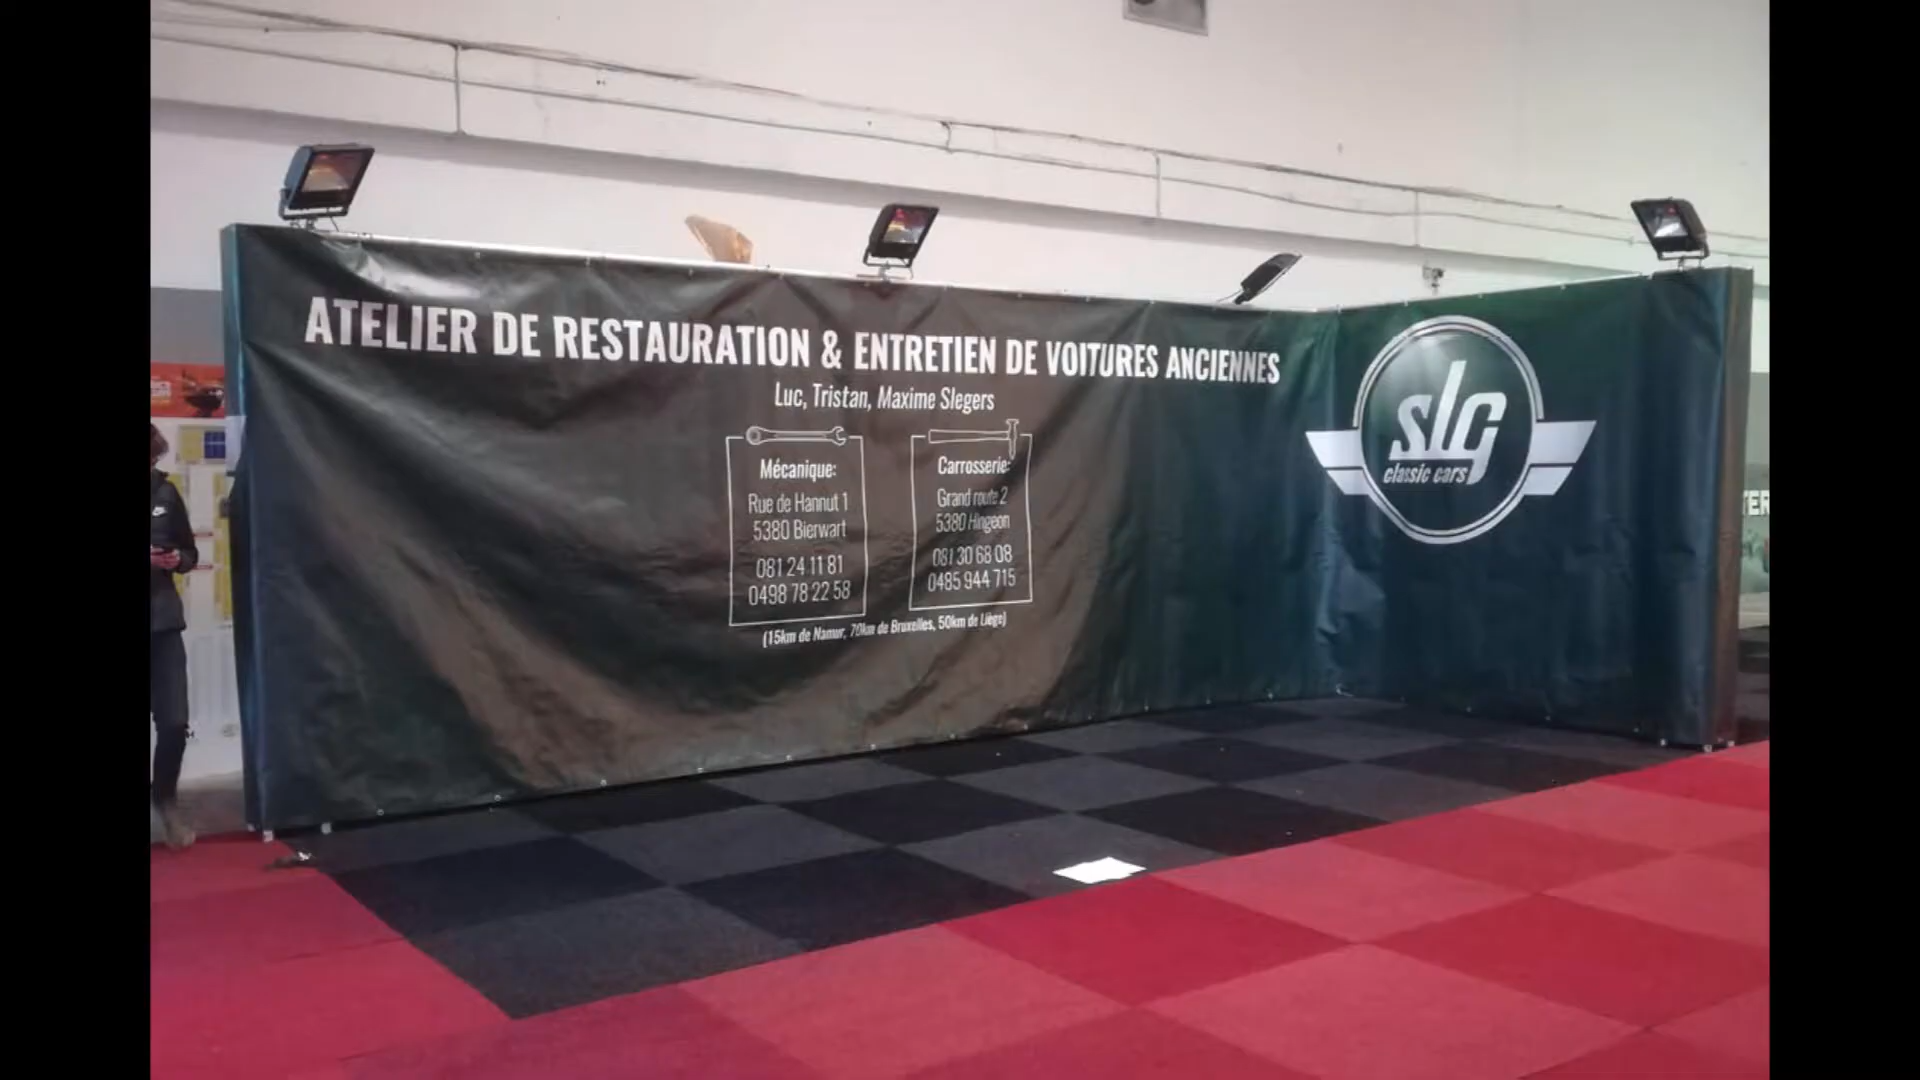 ATELIER DE RESTAURATION & ENTRETIEN DE VOITURES ANCIENNES
Luc, Tristan, Maxime Slegers
Mécanique:
Rue de Hannut 1
5380 Bierwart
081 24 11 81
0498 78 22 58
Carrosserie:
Grand route 2
5380 Hingeon
081 30 68 08
0485 944 715
(15km de Namur, 70km de Bruxelles, 50km de Liège)
slg
classic cars
TER